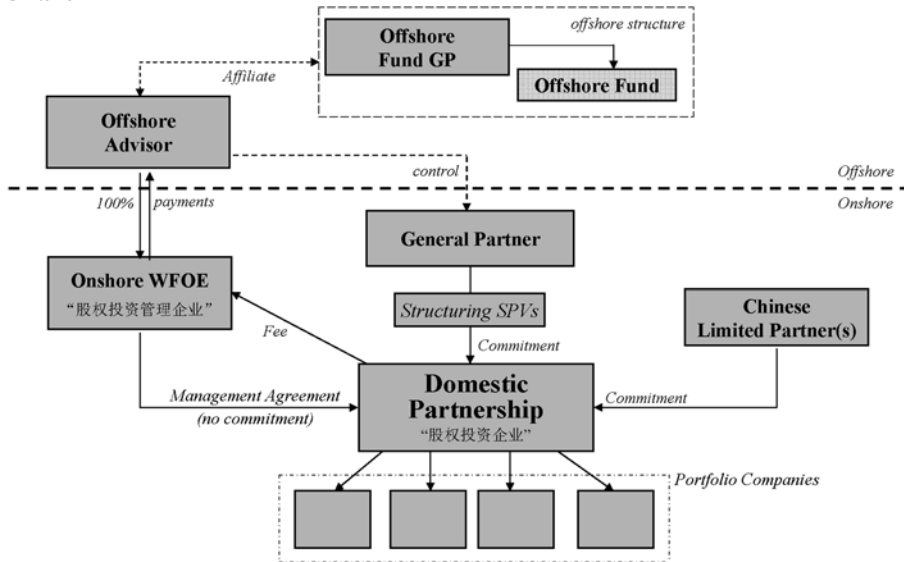 offshore structure
Offshore
Fund GP
Offshore Fund
Affiliate
Offshore
Advisor
control
Offshore
Onshore
100%
payments
General Partner
Onshore WFOE
“股权投资管理企业”
Structuring SPVs
Chinese
Limited Partner(s)
Fee
Commitment
Domestic
Partnership
“股权投资企业”
Management Agreement
(no commitment)
Commitment
Portfolio Companies